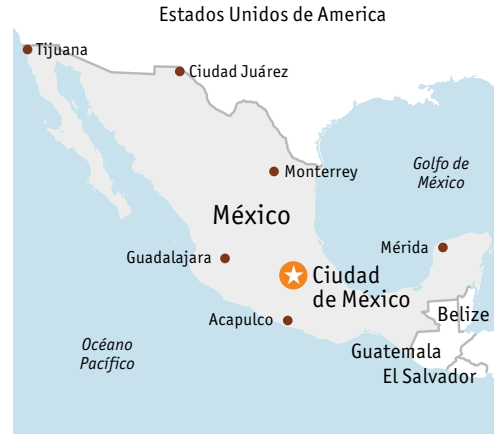 Estados Unidos de America
Tijuana
Ciudad Juárez
Monterrey
Golfo de
México
México
Mérida
Guadalajara
Ciudad
de México
Acapulco
Belize
Océano
Pacífico
Guatemala
El Salvador